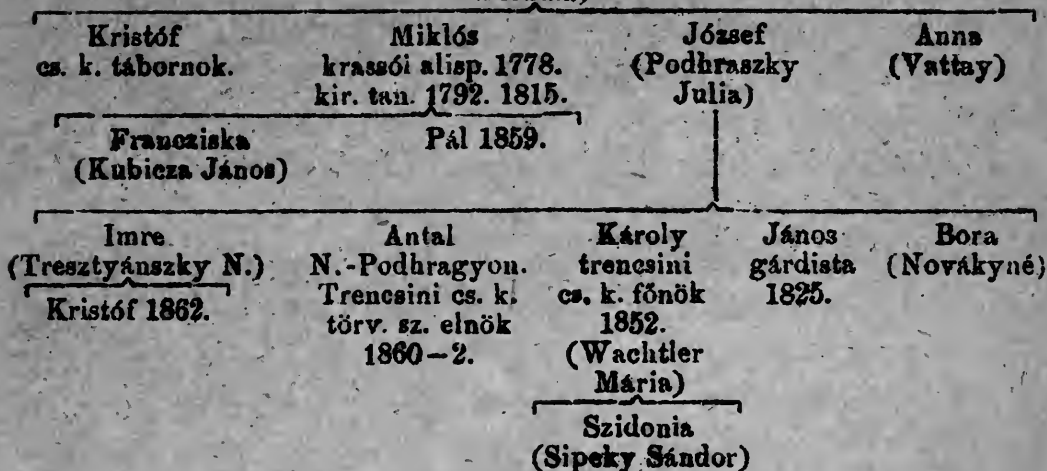 Kristóf
cs. k. tábornok.
Miklós
krassói alisp. 1778.
kir. tan. 1792. 1815.
József
(Podhraszky
Julia)
Anna
(Vattay)
Francziska
(Kubicza János)
Pál 1859.
Imre
(Tresztyánszky N.)
Kristóf 1862.
Antal
N.-Podhragyon.
Trencsini cs. k.
törv. sz. elnök
1860–2.
Károly
trencsini
cs. k. főnök
1852.
(Wachtler
Mária)
János
gárdista
1825.
Bora
(Novákyné)
Szidonia
(Sipeky Sándor)